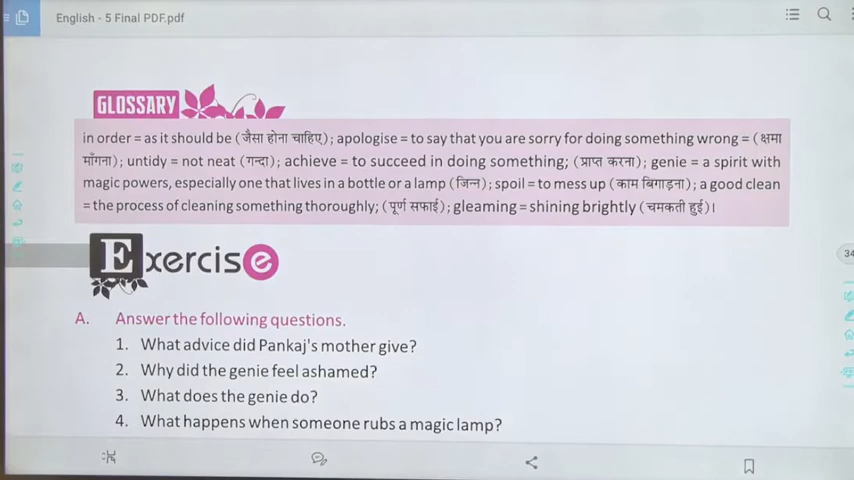 English - 5 Final PDF.pdf
GLOSSARY
in order = as it should be (जैसा होना चाहिए); apologise = to say that you are sorry for doing something wrong = (क्षमा
माँगना); untidy = not neat (गन्दा); achieve = to succeed in doing something; (प्राप्त करना); genie = a spirit with
magic powers, especially one that lives in a bottle or a lamp (जिन्न); spoil = to mess up (काम बिगाड़ना); a good clean
= the process of cleaning something thoroughly; (पूर्ण सफाई); gleaming = shining brightly (चमकती हुई)।
34
Exercise
A. Answer the following questions.
1. What advice did Pankaj's mother give?
2. Why did the genie feel ashamed?
3. What does the genie do?
4. What happens when someone rubs a magic lamp?